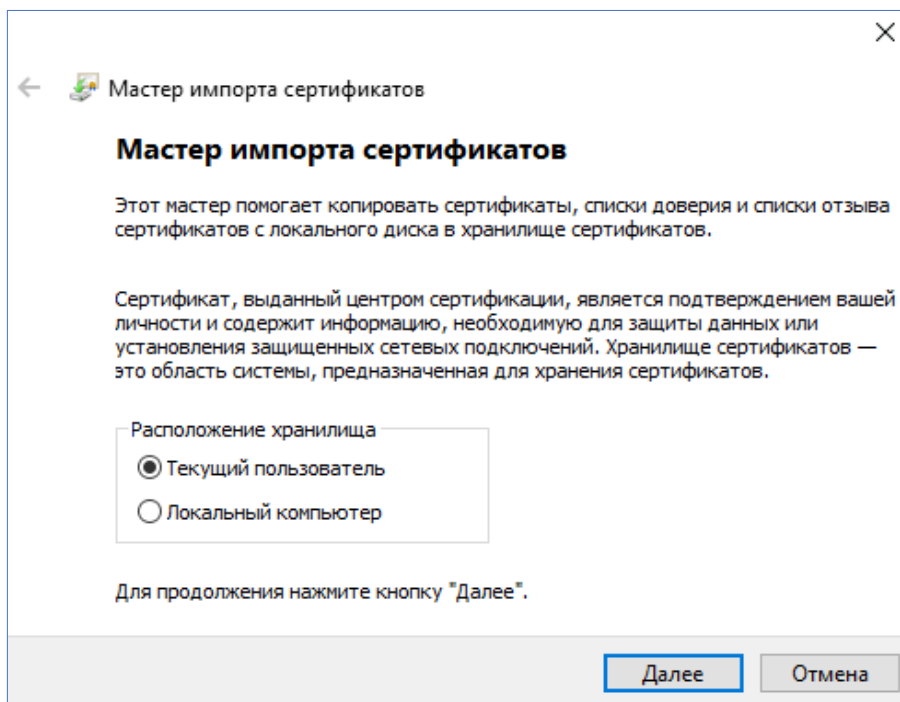 Мастер импорта сертификатов
Мастер импорта сертификатов
Этот мастер помогает копировать сертификаты, списки доверия и списки отзыва
сертификатов с локального диска в хранилище сертификатов.
Сертификат, выданный центром сертификации, является подтверждением вашей
личности и содержит информацию, необходимую для защиты данных или
установления защищенных сетевых подключений. Хранилище сертификатов —
это область системы, предназначенная для хранения сертификатов.
Расположение хранилища
Текущий пользователь
Локальный компьютер
Для продолжения нажмите кнопку "Далее".
Далее
Отмена